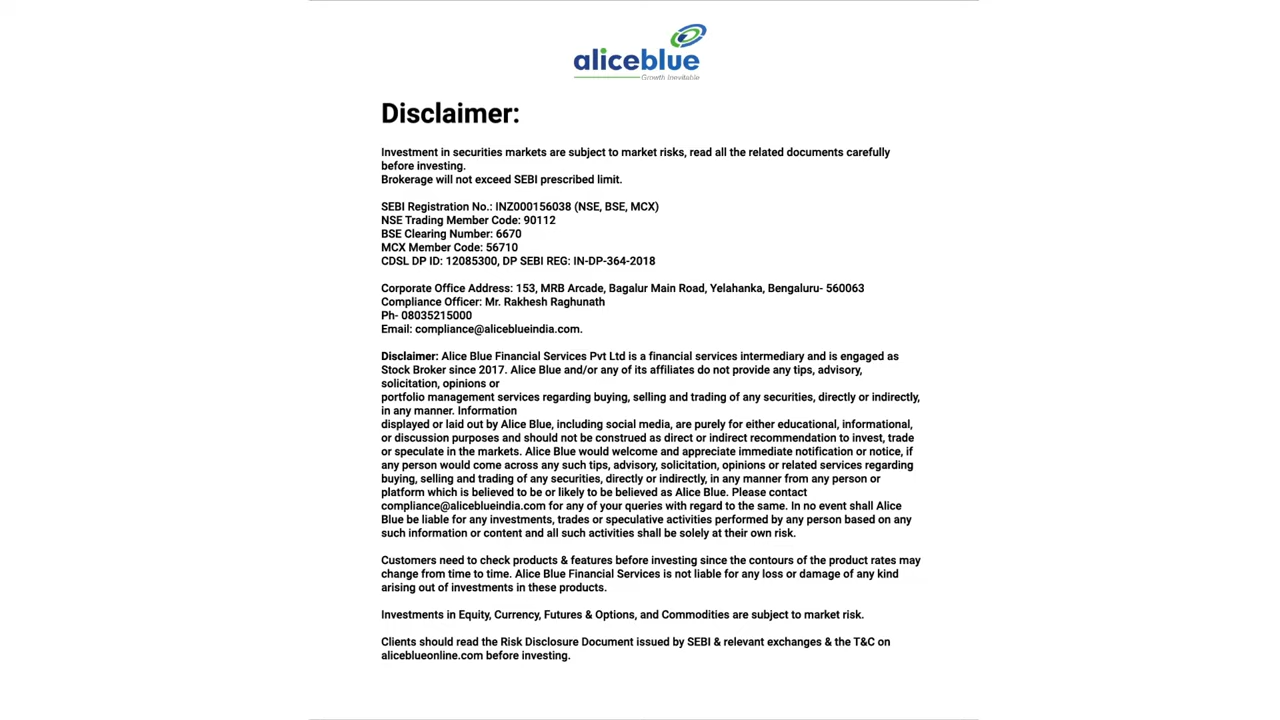 aliceblue
Growth Inevitable
Disclaimer:
Investment in securities markets are subject to market risks, read all the related documents carefully
before investing.
Brokerage will not exceed SEBI prescribed limit.
SEBI Registration No.: INZ000156038 (NSE, BSE, MCX)
NSE Trading Member Code: 90112
BSE Clearing Number: 6670
MCX Member Code: 56710
CDSL DP ID: 12085300, DP SEBI REG: IN-DP-364-2018
Corporate Office Address: 153, MRB Arcade, Bagalur Main Road, Yelahanka, Bengaluru- 560063
Compliance Officer: Mr. Rakhesh Raghunath
Ph- 08035215000
Email: compliance@aliceblueindia.com.
Disclaimer: Alice Blue Financial Services Pvt Ltd is a financial services intermediary and is engaged as
Stock Broker since 2017. Alice Blue and/or any of its affiliates do not provide any tips, advisory,
solicitation, opinions or
portfolio management services regarding buying, selling and trading of any securities, directly or indirectly,
in any manner. Information
displayed or laid out by Alice Blue, including social media, are purely for either educational, informational,
or discussion purposes and should not be construed as direct or indirect recommendation to invest, trade
or speculate in the markets. Alice Blue would welcome and appreciate immediate notification or notice, if
any person would come across any such tips, advisory, solicitation, opinions or related services regarding
buying, selling and trading of any securities, directly or indirectly, in any manner from any person or
platform which is believed to be or likely to be believed as Alice Blue. Please contact
compliance@aliceblueindia.com for any of your queries with regard to the same. In no event shall Alice
Blue be liable for any investments, trades or speculative activities performed by any person based on any
such information or content and all such activities shall be solely at their own risk.
Customers need to check products & features before investing since the contours of the product rates may
change from time to time. Alice Blue Financial Services is not liable for any loss or damage of any kind
arising out of investments in these products.
Investments in Equity, Currency, Futures & Options, and Commodities are subject to market risk.
Clients should read the Risk Disclosure Document issued by SEBI & relevant exchanges & the T&C on
aliceblueonline.com before investing.